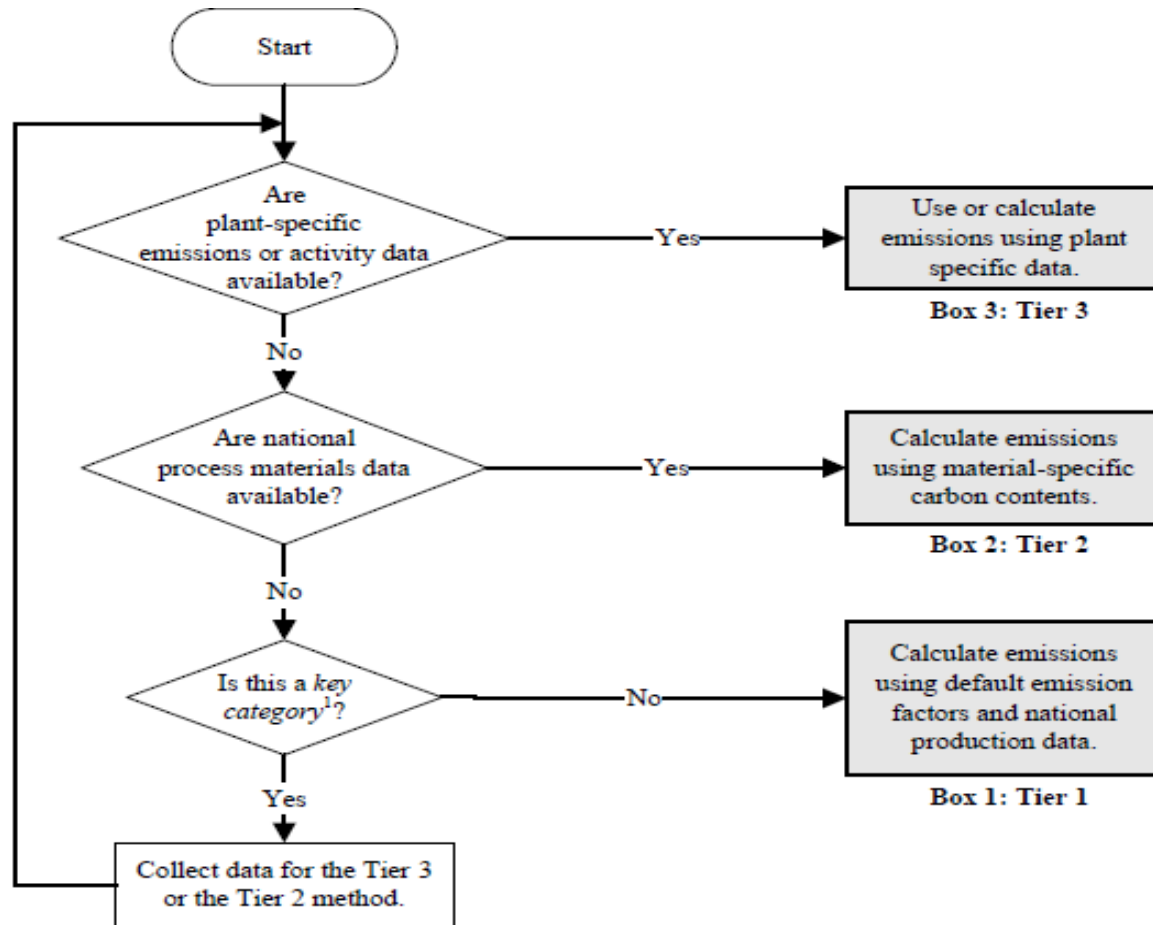 Start
Are
plant-specific
emissions or activity data
available?
Yes
Use or calculate
emissions using plant
specific data.
Box 3: Tier 3
No
Are national
process materials data
available?
Yes
Calculate emissions
using material-specific
carbon contents.
Box 2: Tier 2
No
Is this a key
category¹?
No
Calculate emissions
using default emission
factors and national
production data.
Box 1: Tier 1
Yes
Collect data for the Tier 3
or the Tier 2 method.